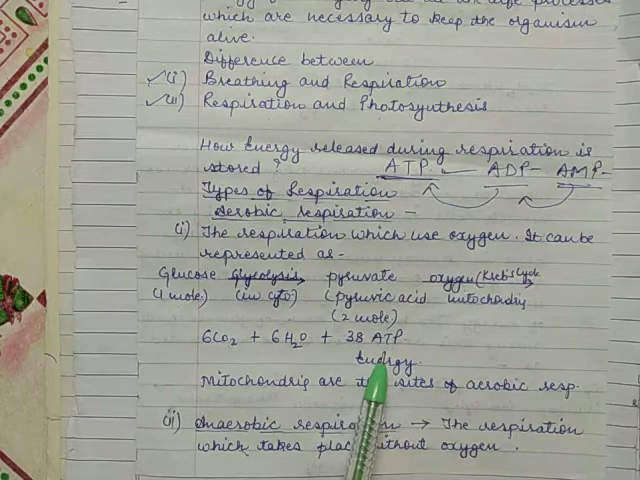 which are necessary to keep the organism
alive.
Difference between
(i) Breathing and Respiration
(ii) Respiration and Photosynthesis
How Energy released during respiration is
stored? ATP - ADP - AMP -
Types of Respiration
Aerobic respiration -
(i) The respiration which use oxygen. It can be
represented as -
Glucose Glycolysis pyruvate oxygen (Kreb's Cycle
(1 mole) (in cyto) (pyruvic acid mitochondria
(2 mole)
6CO2 + 6H2O + 38 ATP
Energy.
Mitochondria are the sites of aerobic resp.
(ii) Anaerobic respiration → The respiration
which takes place without oxygen.